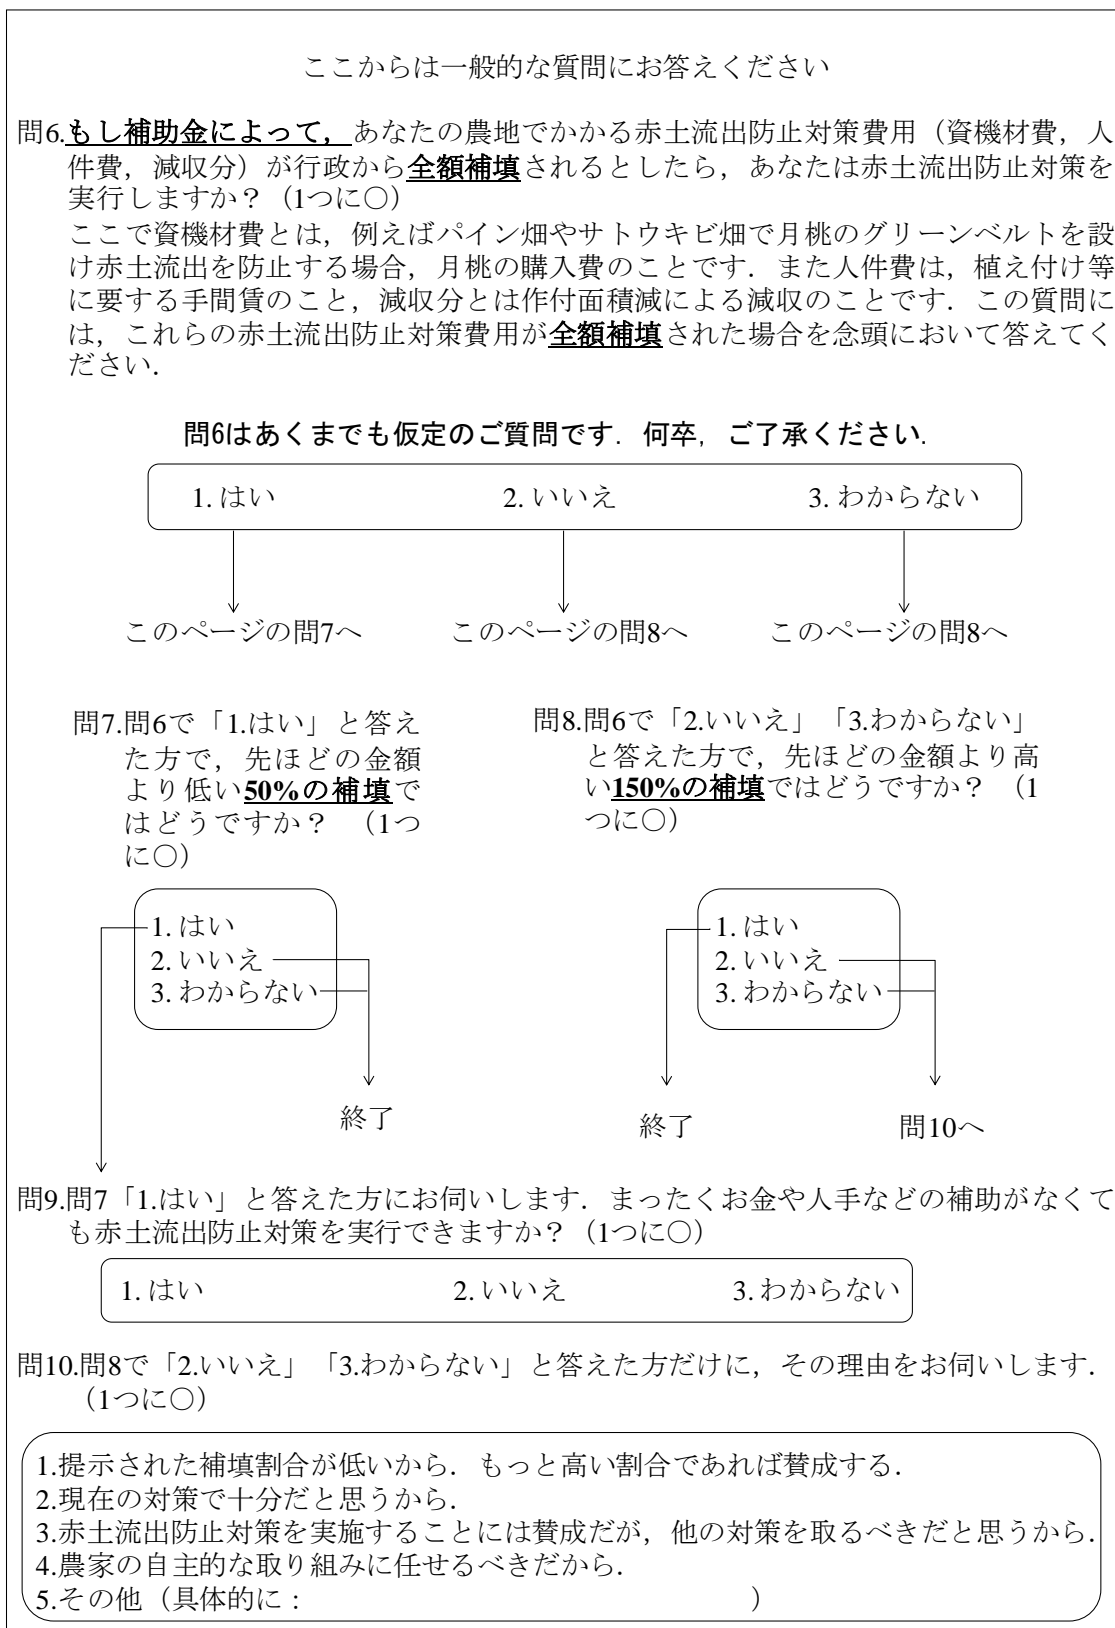 ここからは一般的な質問にお答えください
問6.もし補助金によって，あなたの農地でかかる赤土流出防止対策費用（資機材費，人
件費，減収分）が行政から全額補填されるとしたら，あなたは赤土流出防止対策を
実行しますか？（1つに○）
ここで資機材費とは，例えばパイン畑やサトウキビ畑で月桃のグリーンベルトを設
け赤土流出を防止する場合，月桃の購入費のことです．また人件費は，植え付け等
に要する手間賃のこと，減収分とは作付面積減による減収のことです．この質問に
は，これらの赤土流出防止対策費用が全額補填された場合を念頭において答えてく
ださい．
問6はあくまでも仮定のご質問です．何卒，ご了承ください．
1. はい 2. いいえ 3. わからない
このページの問7へ このページの問8へ このページの問8へ
問7.問6で「1.はい」と答え
た方で，先ほどの金額
より低い50%の補填で
はどうですか？ （1つ
に○）
問8.問6で「2.いいえ」「3.わからない」
と答えた方で，先ほどの金額より高
い150%の補填ではどうですか？ （1
つに○）
1. はい
2. いいえ
3. わからない
終了
1. はい
2. いいえ
3. わからない
終了 問10へ
問9.問7「1.はい」と答えた方にお伺いします．まったくお金や人手などの補助がなくて
も赤土流出防止対策を実行できますか？（1つに○）
1. はい 2. いいえ 3. わからない
問10.問8で「2.いいえ」「3.わからない」と答えた方だけに，その理由をお伺いします．
（1つに○）
1.提示された補填割合が低いから．もっと高い割合であれば賛成する．
2.現在の対策で十分だと思うから．
3.赤土流出防止対策を実施することには賛成だが，他の対策を取るべきだと思うから．
4.農家の自主的な取り組みに任せるべきだから．
5.その他（具体的に： ）